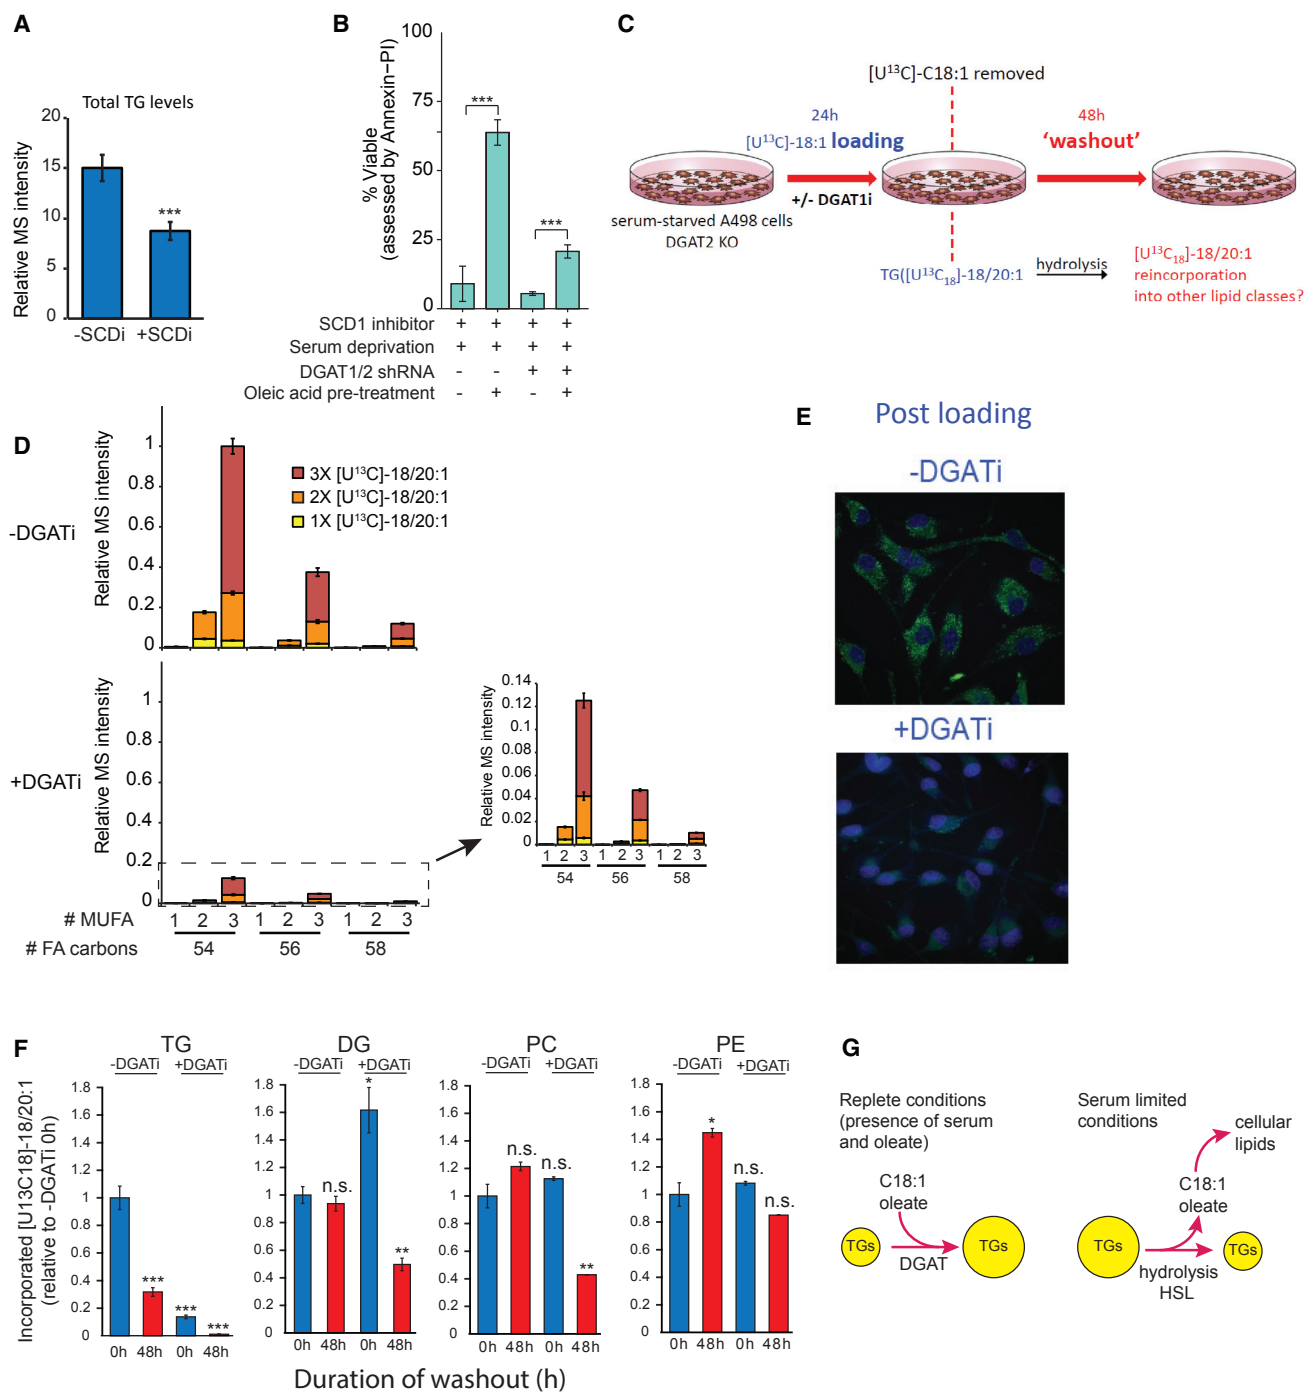 A
Total TG levels
Relative MS intensity
20
15
10
5
0
***
-SCDi +SCDi
B
% Viable
(assessed by Annexin−PI)
100
75
50
25
0
***
***
SCD1 inhibitor + + + +
Serum deprivation + + + +
DGAT1/2 shRNA - - + +
Oleic acid pre-treatment - + - +
C
[U¹³C]-C18:1 removed
24h
[U¹³C]-18:1 loading
48h
'washout'
+/- DGAT1i
serum-starved A498 cells
DGAT2 KO
TG([U¹³C₁₈]-18/20:1
hydrolysis
[U¹³C₁₈]-18/20:1
reincorporation
into other lipid classes?
D
-DGATi
Relative MS intensity
1
0.8
0.6
0.4
0.2
0
3X [U¹³C]-18/20:1
2X [U¹³C]-18/20:1
1X [U¹³C]-18/20:1
+DGATi
Relative MS intensity
1
0.8
0.6
0.4
0.2
0
# MUFA 1 2 3 1 2 3 1 2 3
# FA carbons 54 56 58
Relative MS intensity
0.14
0.12
0.1
0.08
0.06
0.04
0.02
0
1 2 3 1 2 3 1 2 3
54 56 58
E
Post loading
-DGATi
+DGATi
F
Incorporated [U13C18]-18/20:1
(relative to -DGATi 0h)
TG
-DGATi +DGATi
1.8
1.6
1.4
1.2
1
0.8
0.6
0.4
0.2
0
***
***
***
0h 48h 0h 48h
DG
-DGATi +DGATi
1.8
1.6
1.4
1.2
1
0.8
0.6
0.4
0.2
0
n.s.
*
**
0h 48h 0h 48h
PC
-DGATi +DGATi
1.8
1.6
1.4
1.2
1
0.8
0.6
0.4
0.2
0
n.s.
n.s.
**
0h 48h 0h 48h
PE
-DGATi +DGATi
1.8
1.6
1.4
1.2
1
0.8
0.6
0.4
0.2
0
*
n.s.
n.s.
0h 48h 0h 48h
Duration of washout (h)
G
Replete conditions
(presence of serum
and oleate)
C18:1
oleate
TGs
DGAT
TGs
Serum limited
conditions
cellular
lipids
C18:1
oleate
TGs
hydrolysis
HSL
TGs